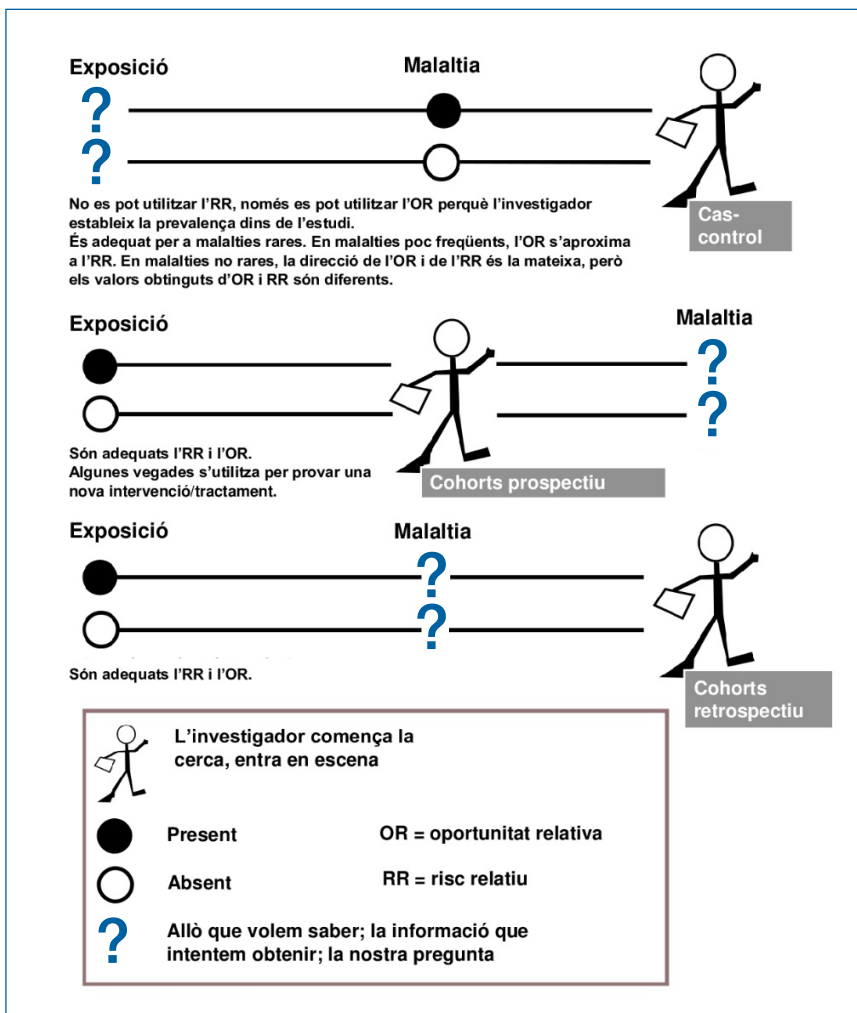 Exposició Malaltia
?
?
No es pot utilitzar l’RR, només es pot utilitzar l’OR perquè l’investigador
estableix la prevalença dins de l’estudi.
És adequat per a malalties rares. En malalties poc freqüents, l’OR s’aproxima
a l’RR. En malalties no rares, la direcció de l’OR i de l’RR és la mateixa, però
els valors obtinguts d’OR i RR són diferents.
Cas-
control
Exposició Malaltia
?
?
Són adequats l’RR i l’OR.
Algunes vegades s’utilitza per provar una
nova intervenció/tractament.
Cohorts prospectiu
Exposició Malaltia
?
?
Són adequats l’RR i l’OR.
Cohorts
retrospectiu
L’investigador comença la
cerca, entra en escena
Present OR = oportunitat relativa
Absent RR = risc relatiu
? Allò que volem saber; la informació que
intentem obtenir; la nostra pregunta